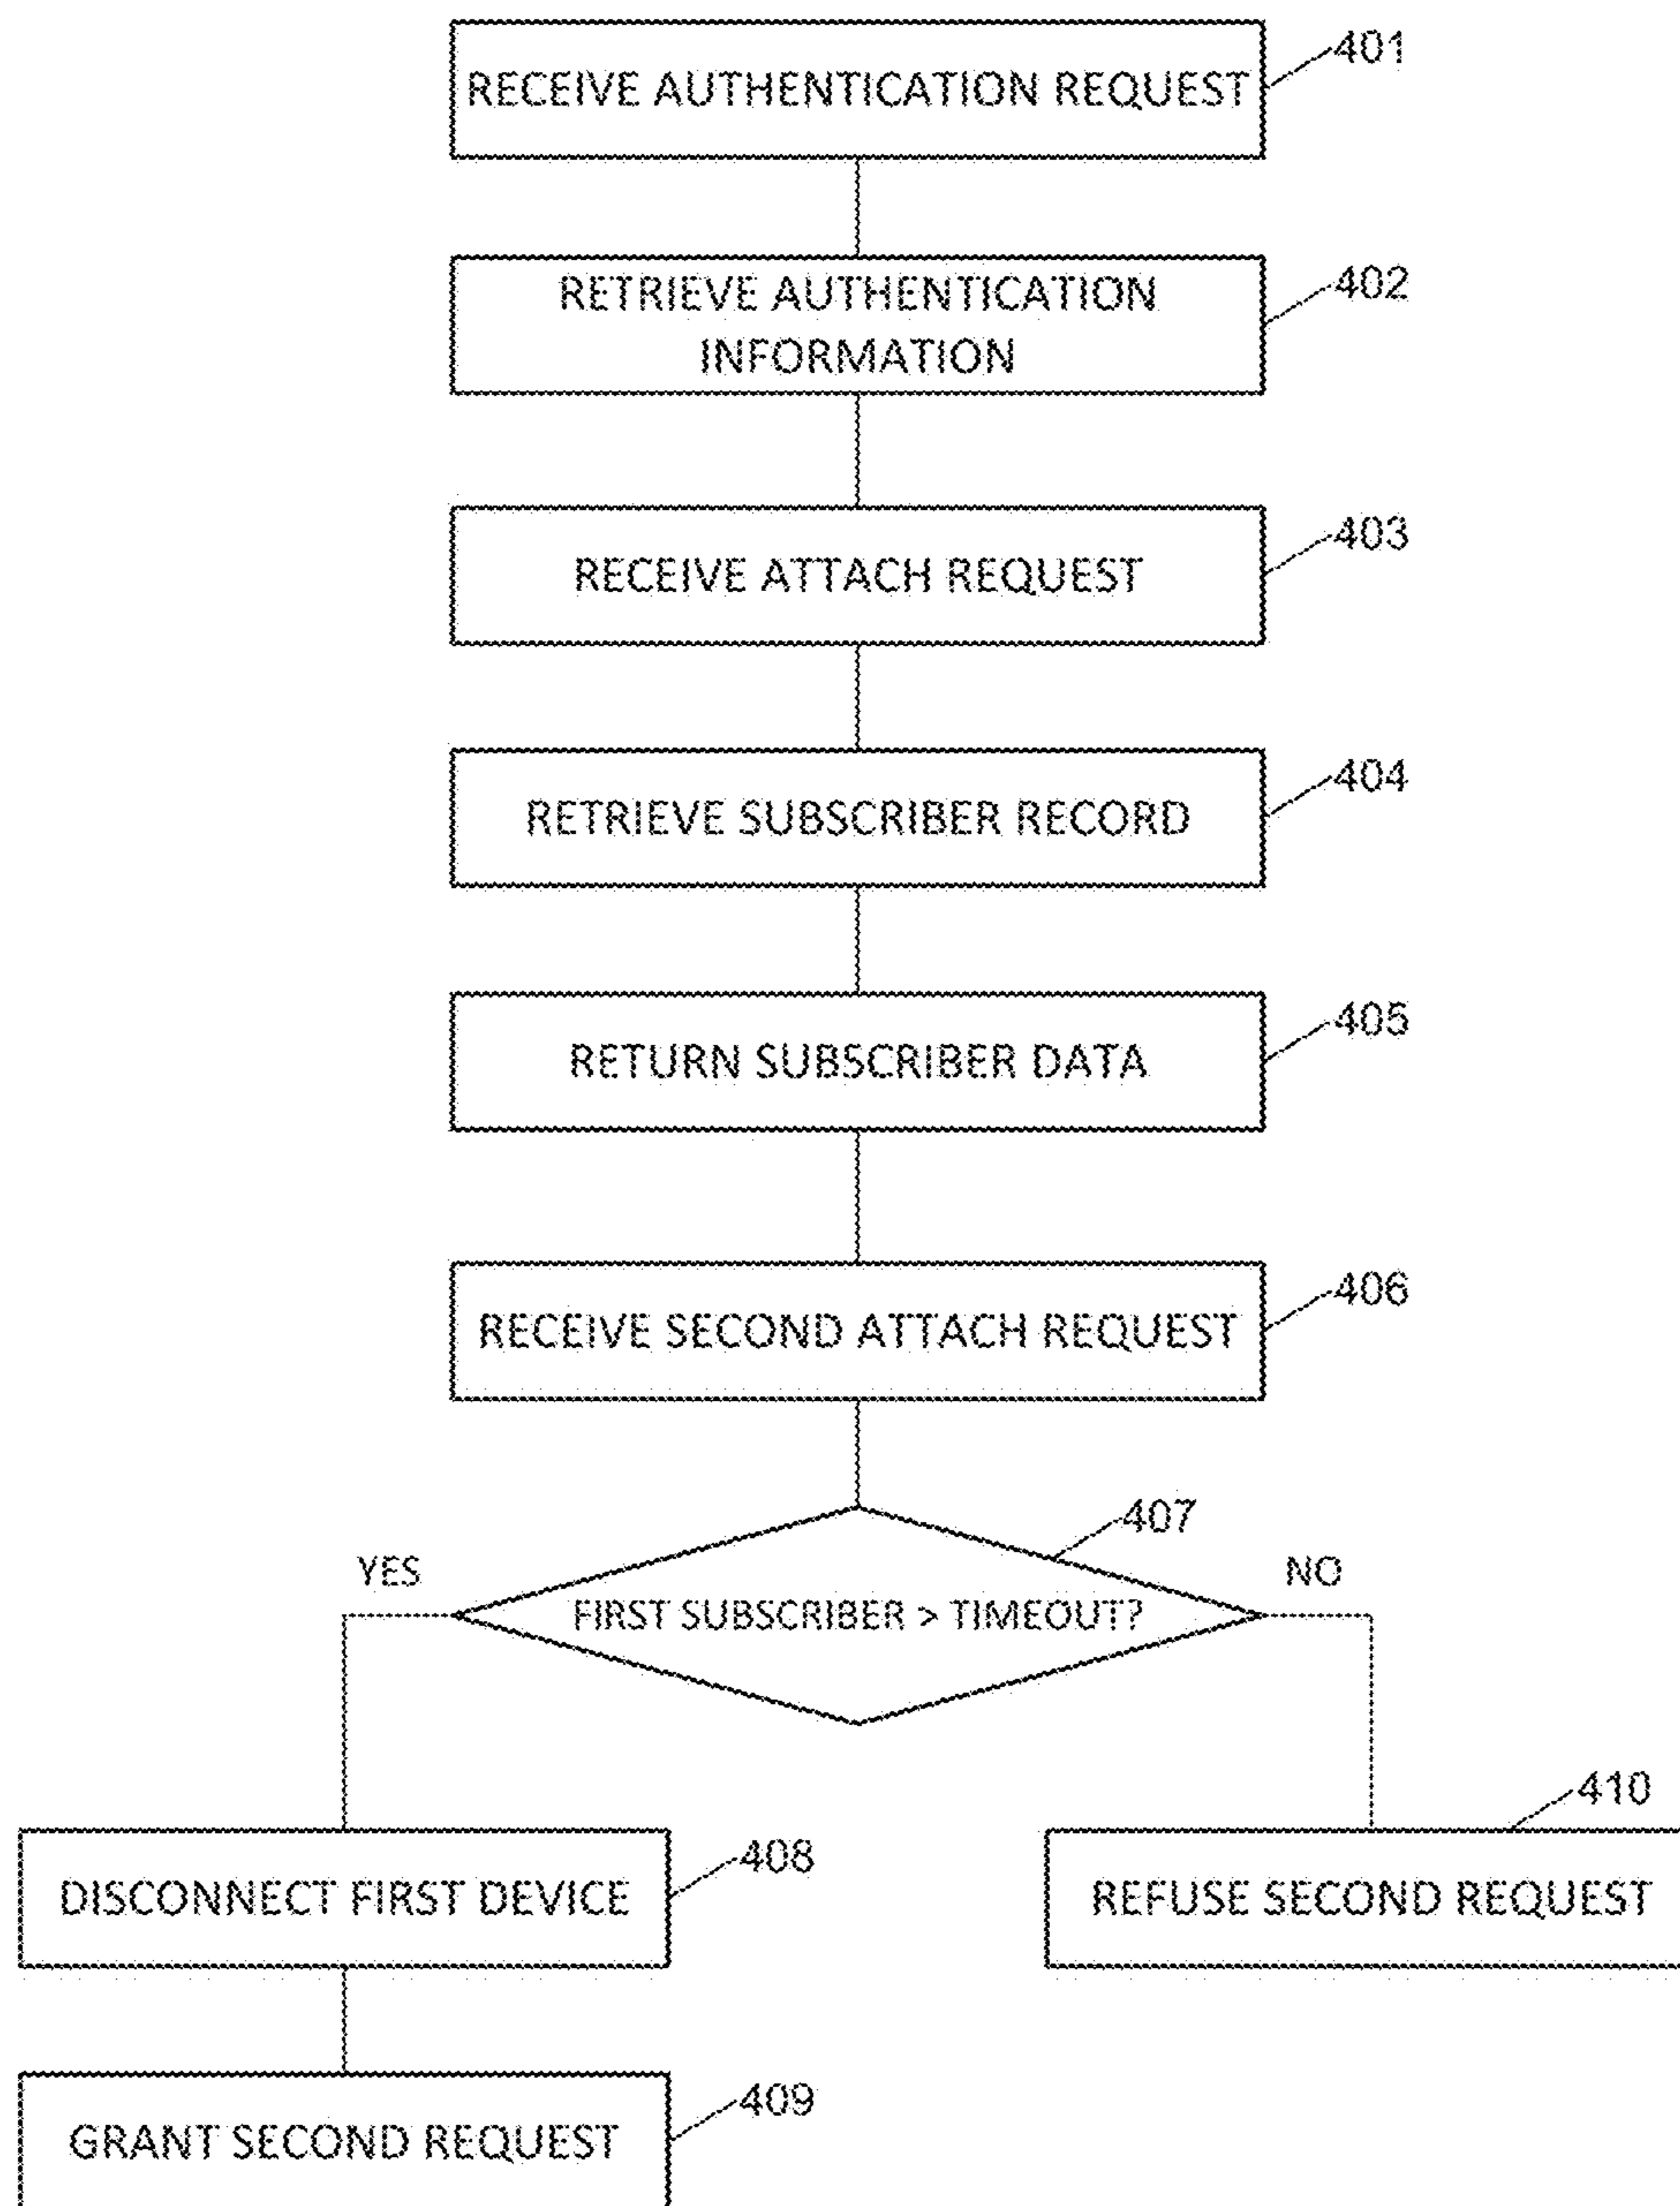 401
RECEIVE AUTHENTICATION REQUEST
402
RETRIEVE AUTHENTICATION
INFORMATION
403
RECEIVE ATTACH REQUEST
404
RETRIEVE SUBSCRIBER RECORD
405
RETURN SUBSCRIBER DATA
406
RECEIVE SECOND ATTACH REQUEST
407
YES
NO
FIRST SUBSCRIBER > TIMEOUT?
410
408
DISCONNECT FIRST DEVICE
REFUSE SECOND REQUEST
409
GRANT SECOND REQUEST